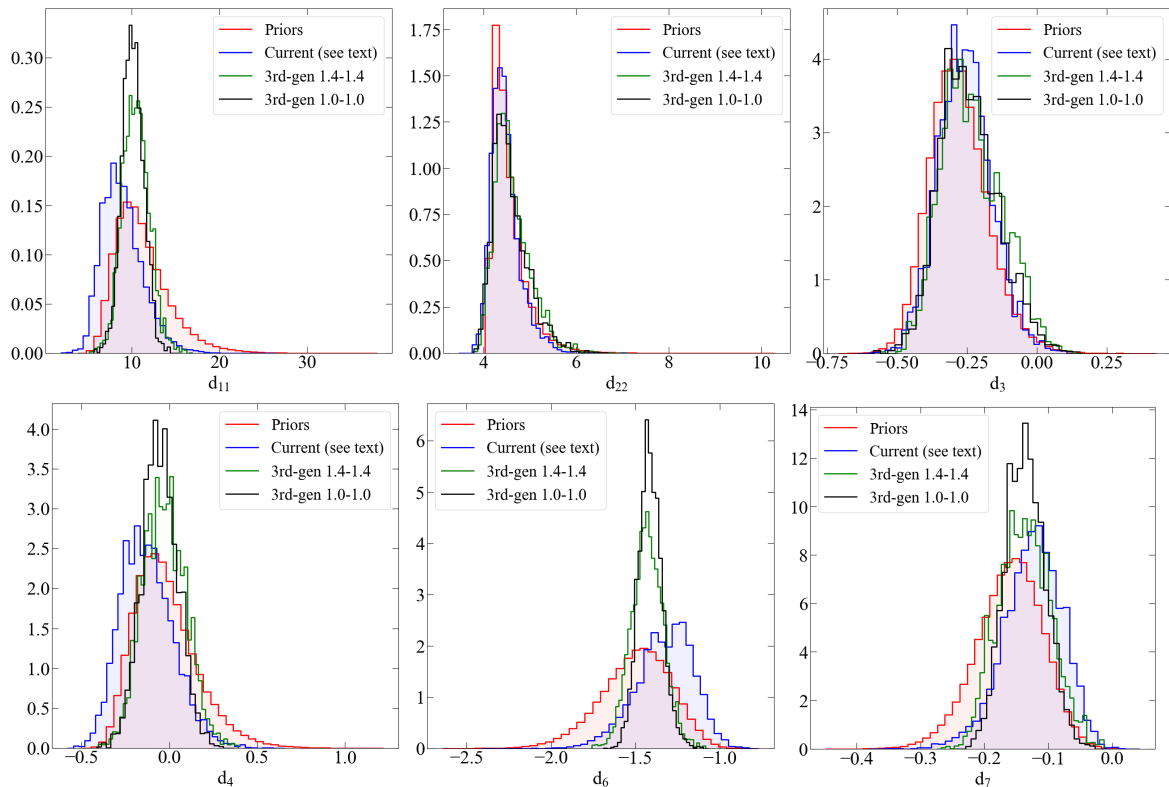 0.30
0.25
0.20
0.15
0.10
0.05
0.00
10
20
30
d11
Priors
Current (see text)
3rd-gen 1.4-1.4
3rd-gen 1.0-1.0
1.75
1.50
1.25
1.00
0.75
0.50
0.25
0.00
4
6
8
10
d22
Priors
Current (see text)
3rd-gen 1.4-1.4
3rd-gen 1.0-1.0
4
3
2
1
0
−0.75
−0.50
−0.25
0.00
0.25
d3
Priors
Current (see text)
3rd-gen 1.4-1.4
3rd-gen 1.0-1.0
4.0
3.5
3.0
2.5
2.0
1.5
1.0
0.5
0.0
−0.5
0.0
0.5
1.0
d4
Priors
Current (see text)
3rd-gen 1.4-1.4
3rd-gen 1.0-1.0
6
5
4
3
2
1
0
−2.5
−2.0
−1.5
−1.0
d6
Priors
Current (see text)
3rd-gen 1.4-1.4
3rd-gen 1.0-1.0
14
12
10
8
6
4
2
0
−0.4
−0.3
−0.2
−0.1
0.0
d7
Priors
Current (see text)
3rd-gen 1.4-1.4
3rd-gen 1.0-1.0